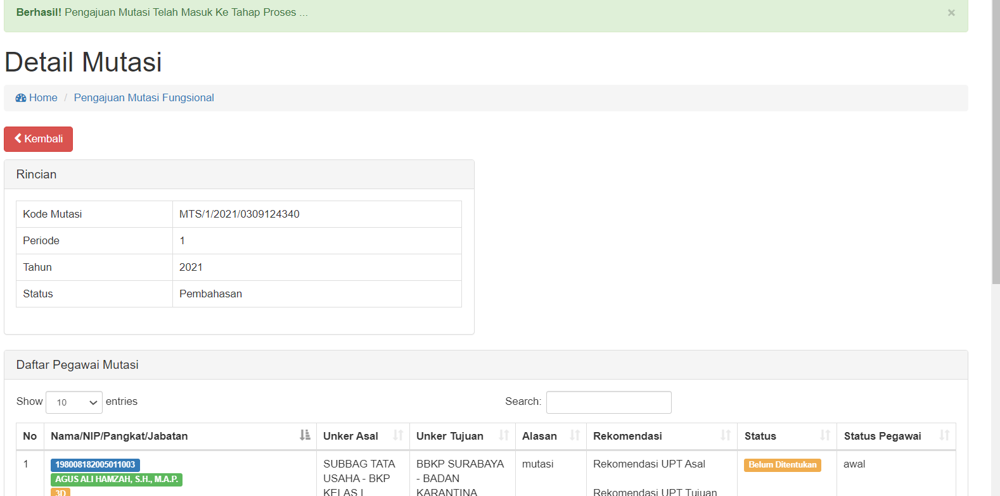 Berhasil! Pengajuan Mutasi Telah Masuk Ke Tahap Proses ...
×
Detail Mutasi
Home / Pengajuan Mutasi Fungsional
Kembali
Rincian
Kode Mutasi MTS/1/2021/0309124340
Periode 1
Tahun 2021
Status Pembahasan
Daftar Pegawai Mutasi
Show 10 entries Search:
No Nama/NIP/Pangkat/Jabatan Unker Asal Unker Tujuan Alasan Rekomendasi Status Status Pegawai
1 198008182005011003 SUBBAG TATA BBKP SURABAYA mutasi Rekomendasi UPT Asal Belum Ditentukan awal
AGUS ALI HAMZAH, S.H., M.A.P. USAHA - BKP - BADAN
3D KELAS I KARANTINA Rekomendasi UPT Tujuan